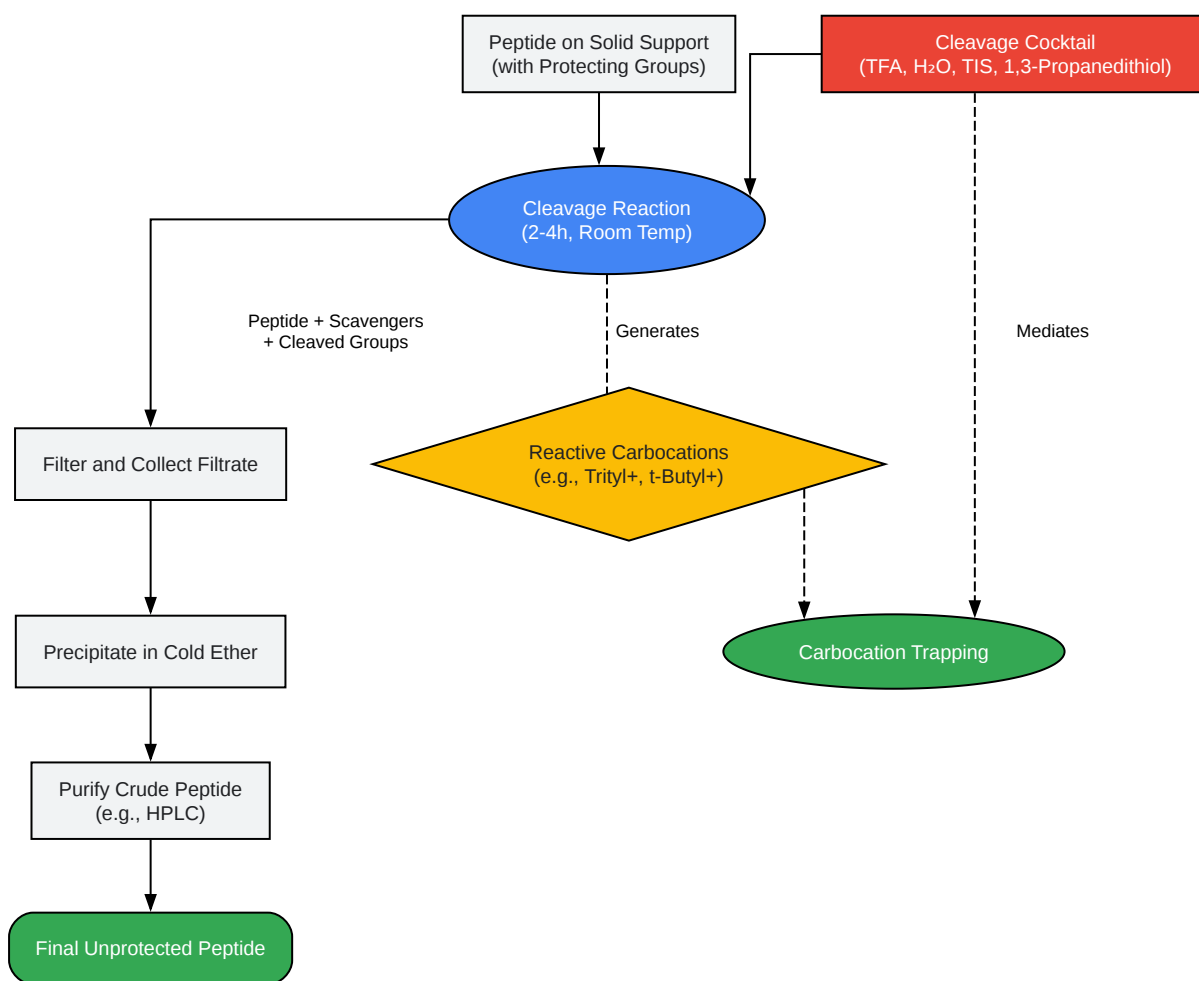 Peptide on Solid Support
(with Protecting Groups)
Cleavage Cocktail
(TFA, H₂O, TIS, 1,3-Propanedithiol)
Cleavage Reaction
(2-4h, Room Temp)
Peptide + Scavengers
+ Cleaved Groups
Generates
Mediates
Reactive Carbocations
(e.g., Trityl+, t-Butyl+)
Filter and Collect Filtrate
Precipitate in Cold Ether
Carbocation Trapping
Purify Crude Peptide
(e.g., HPLC)
Final Unprotected Peptide